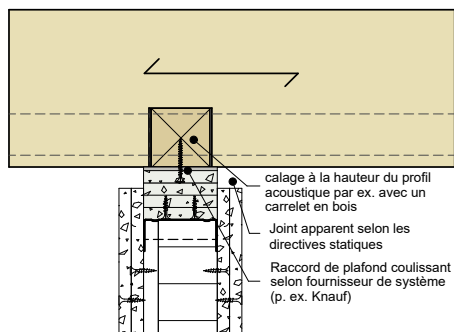 calage à la hauteur du profil
acoustique par ex. avec un
carrelet en bois
Joint apparent selon les
directives statiques
Raccord de plafond coulissant
selon fournisseur de système
(p. ex. Knauf)